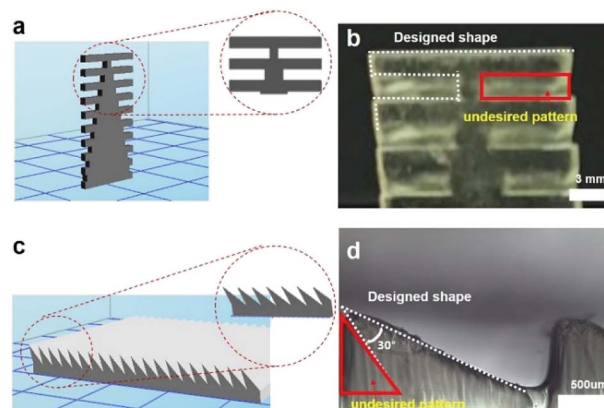 a
b
Designed shape
undesired pattern
3 mm
c
d
Designed shape
30°
undesired pattern
500um